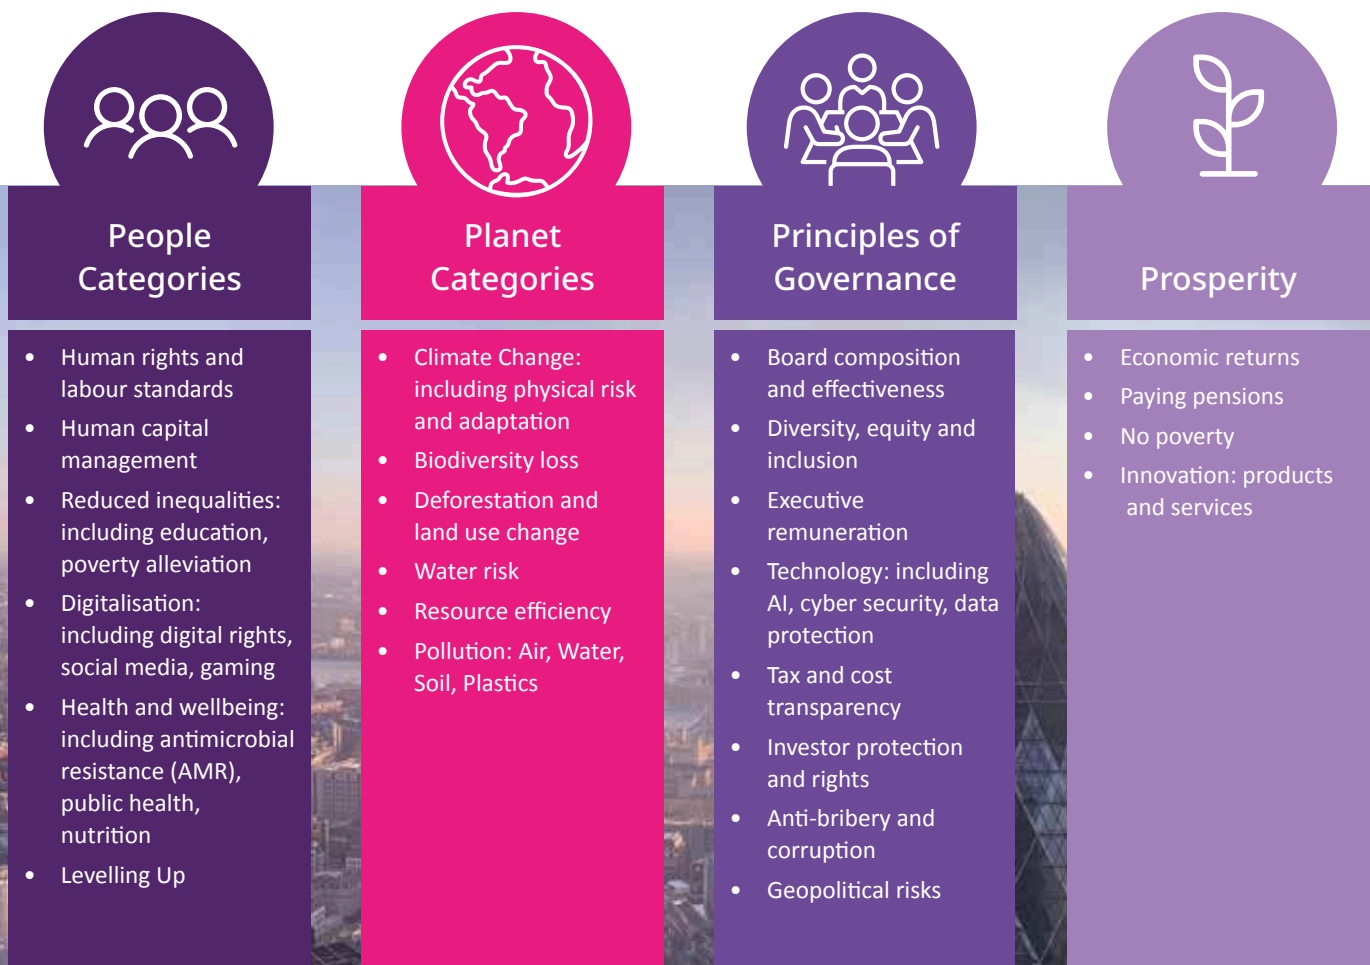 People
Categories
• Human rights and
labour standards
• Human capital
management
• Reduced inequalities:
including education,
poverty alleviation
• Digitalisation:
including digital rights,
social media, gaming
• Health and wellbeing:
including antimicrobial
resistance (AMR),
public health,
nutrition
• Levelling Up
Planet
Categories
• Climate Change:
including physical risk
and adaptation
• Biodiversity loss
• Deforestation and
land use change
• Water risk
• Resource efficiency
• Pollution: Air, Water,
Soil, Plastics
Principles of
Governance
• Board composition
and effectiveness
• Diversity, equity and
inclusion
• Executive
remuneration
• Technology: including
AI, cyber security, data
protection
• Tax and cost
transparency
• Investor protection
and rights
• Anti-bribery and
corruption
• Geopolitical risks
Prosperity
• Economic returns
• Paying pensions
• No poverty
• Innovation: products
and services